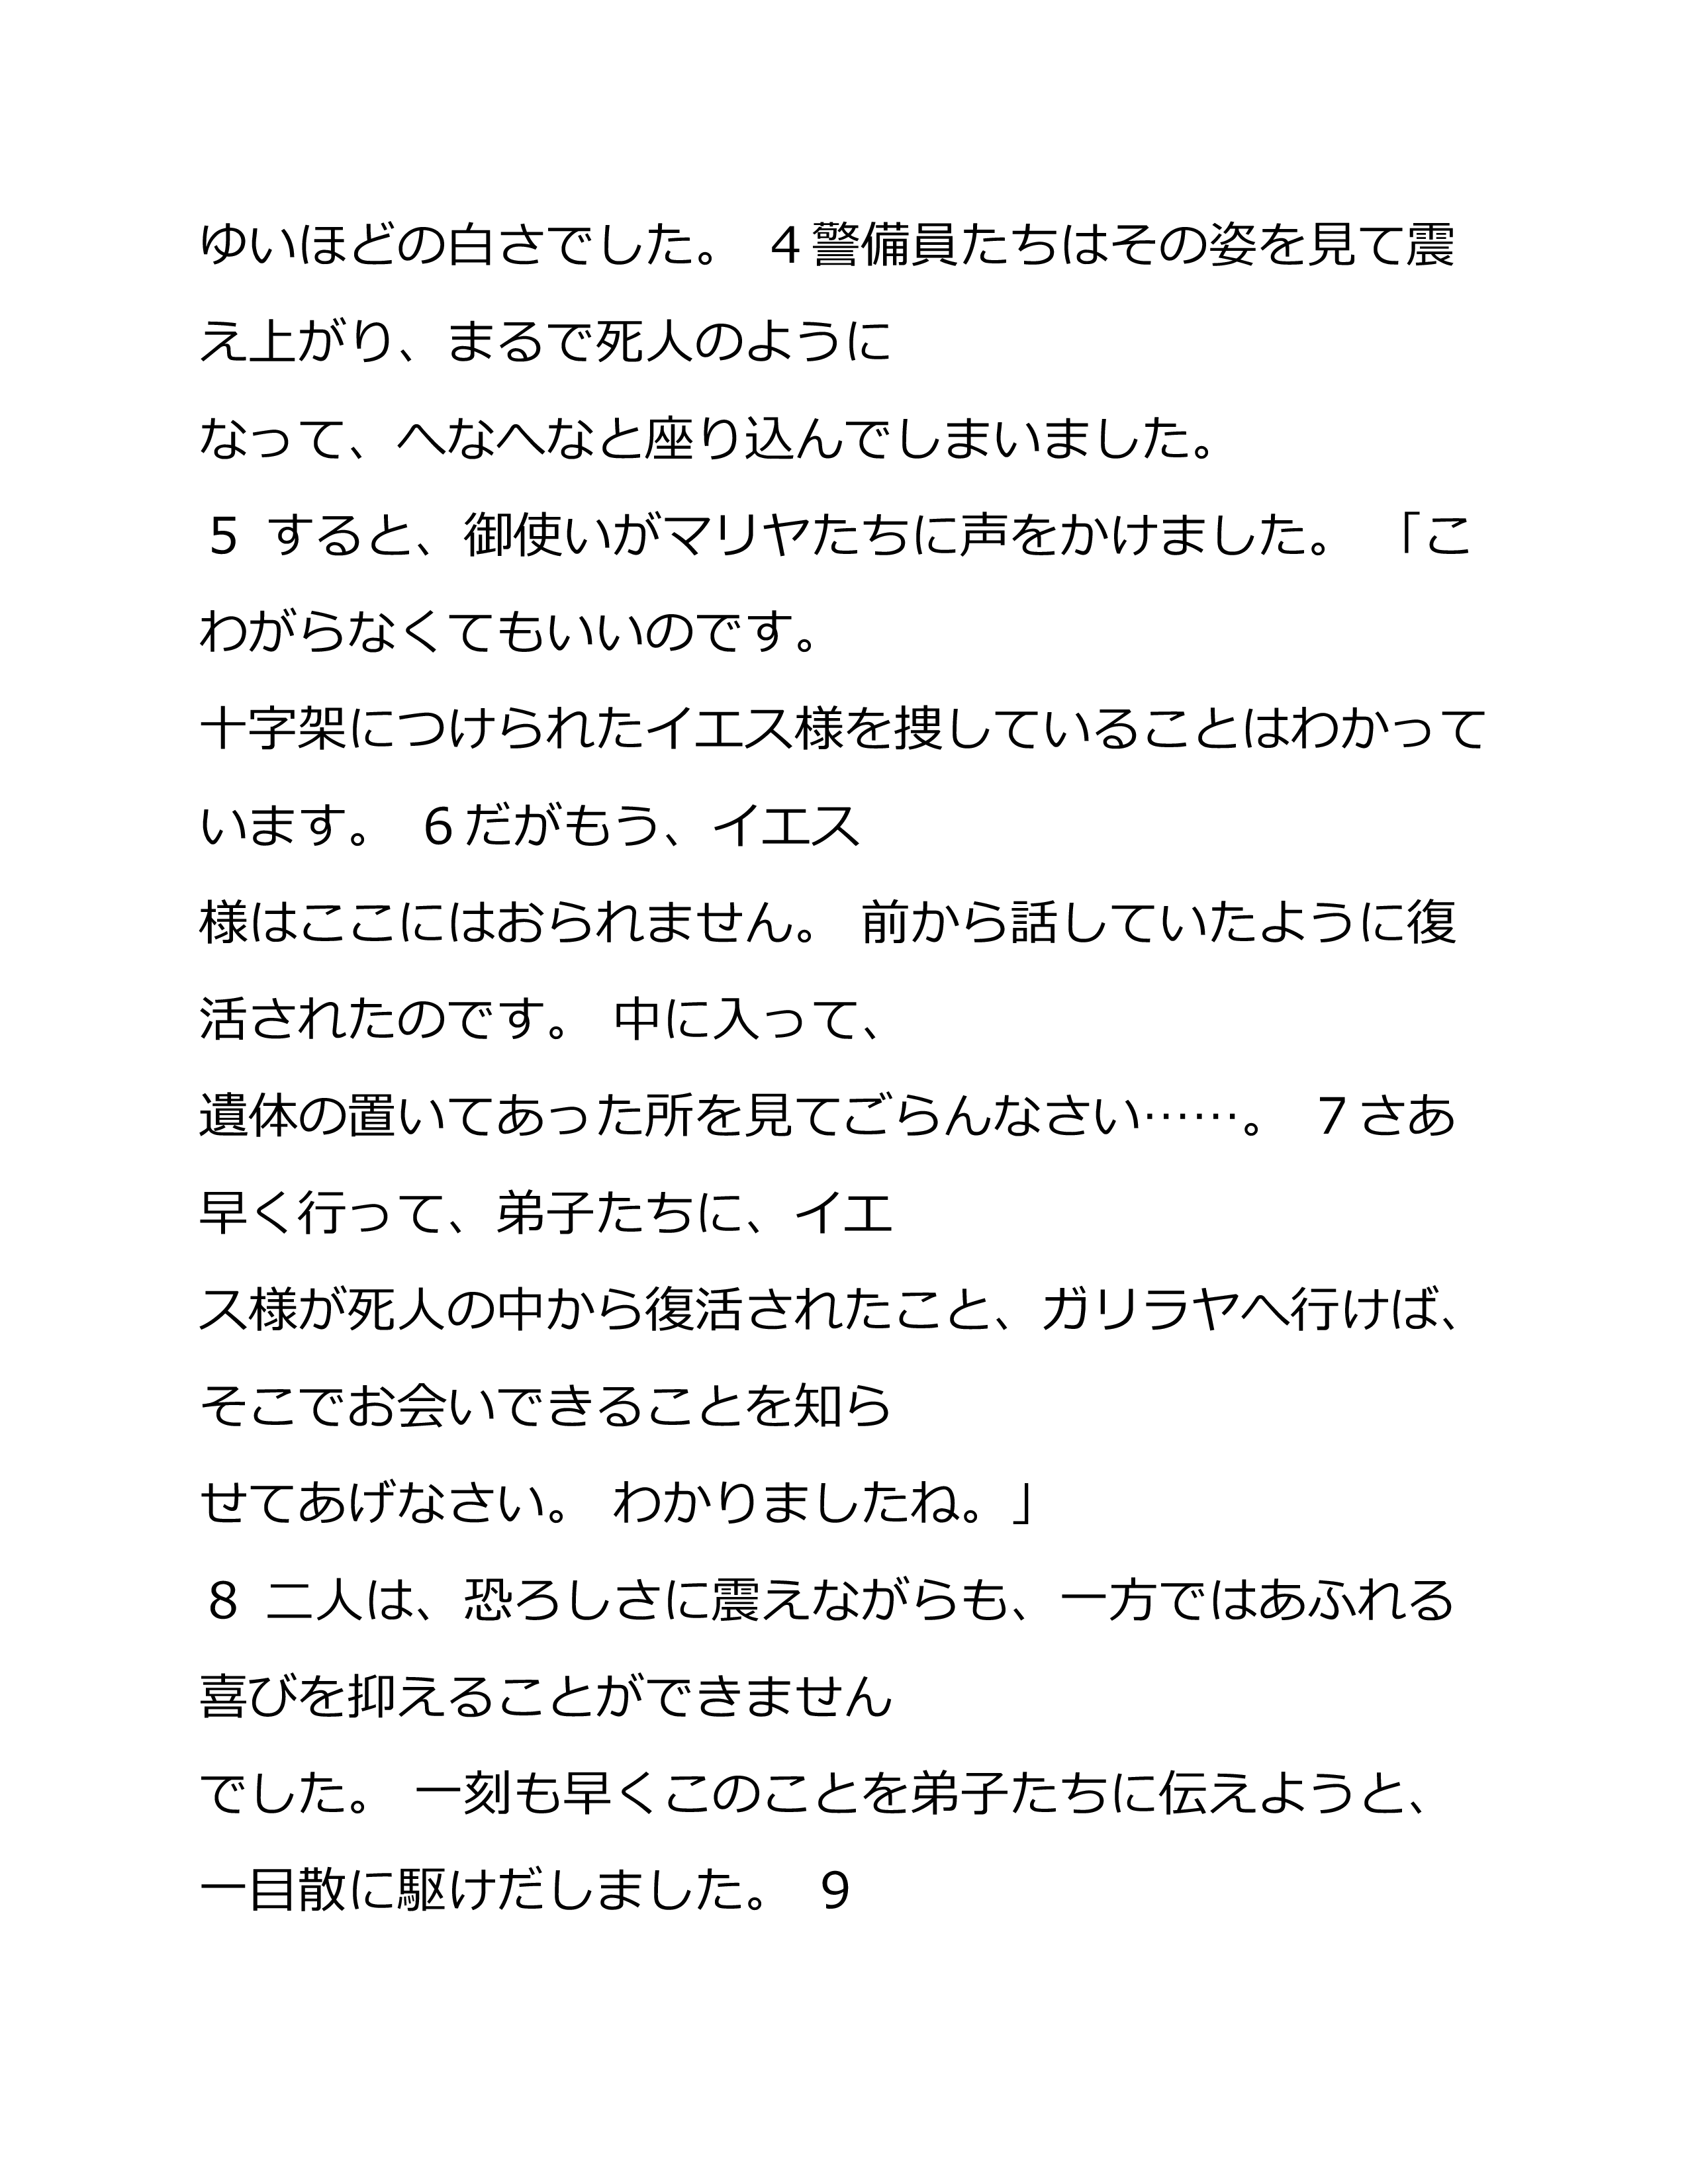 ゆいほどの白さでした。 4 警備員たちはその姿を見て震
え上がり、まるで死人のように
なって、へなへなと座り込んでしまいました。
5 すると、御使いがマリヤたちに声をかけました。 「こ
わがらなくてもいいのです。
十字架につけられたイエス様を捜していることはわかって
います。 6 だがもう、イエス
様はここにはおられません。 前から話していたように復
活されたのです。 中に入って、
遺体の置いてあった所を見てごらんなさい……。 7 さあ
早く行って、弟子たちに、イエ
ス様が死人の中から復活されたこと、ガリラヤへ行けば、
そこでお会いできることを知ら
せてあげなさい。 わかりましたね。」
8 二人は、恐ろしさに震えながらも、一方ではあふれる
喜びを抑えることができません
でした。 一刻も早くこのことを弟子たちに伝えようと、
一目散に駆けだしました。 9